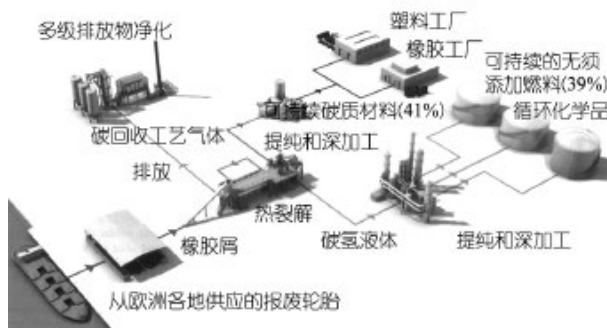 塑料工厂
多级排放物净化
橡胶工厂
可持续的无须
添加燃料(39%)
可持续碳质材料(41%)
循环化学品
碳回收工艺气体
提纯和深加工
排放
热裂解
橡胶屑
碳氢液体
提纯和深加工
从欧洲各地供应的报废轮胎